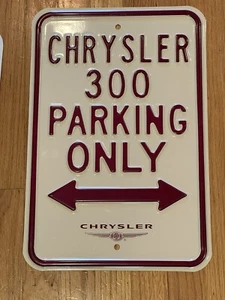 CHRYSLER
300
PARKING
ONLY
CHRYSLER